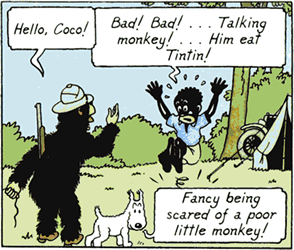 Hello, Coco!
Bad! Bad! . . . Talking
monkey! . . . Him eat
Tintin!
Fancy being
scared of a poor
little monkey!